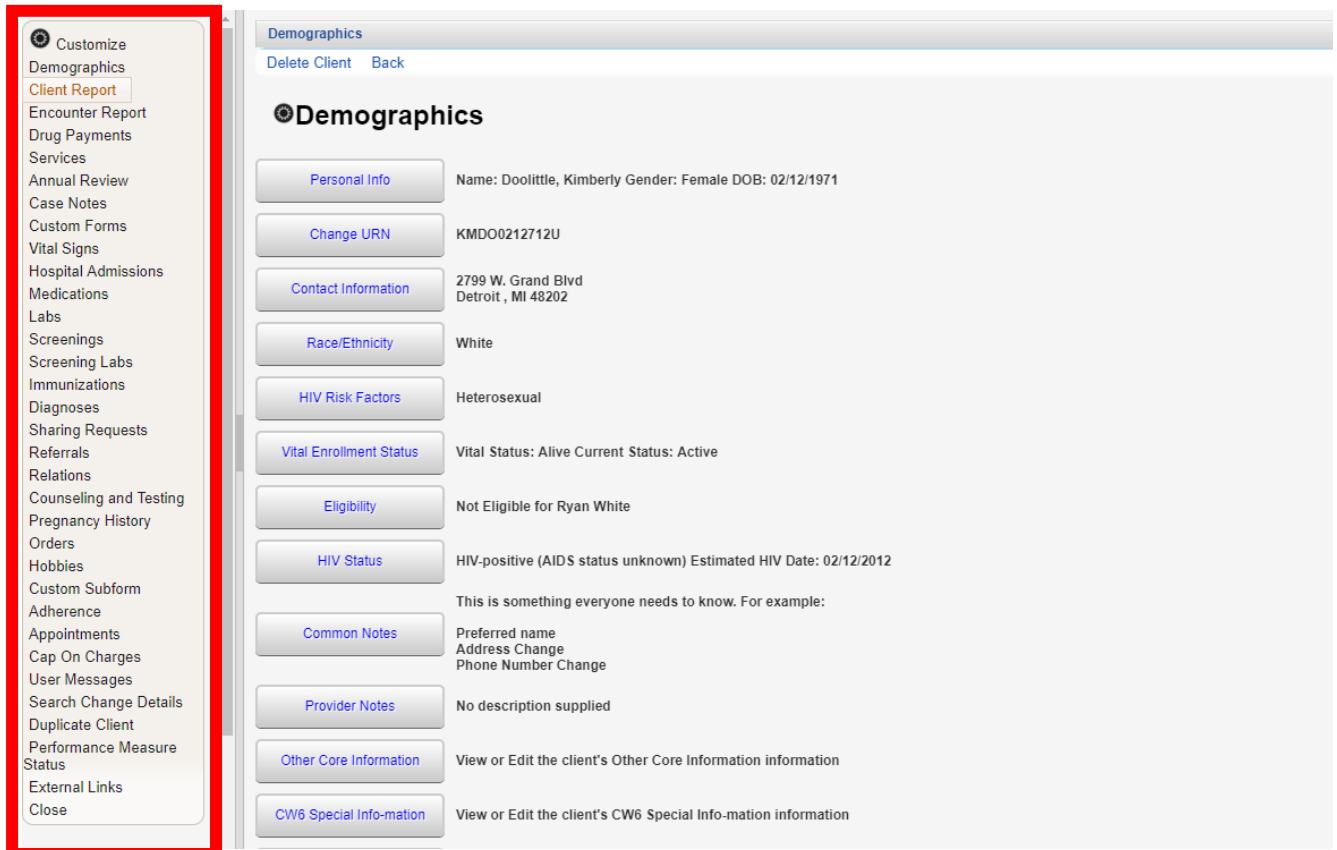 Customize
Demographics
Client Report
Encounter Report
Drug Payments
Services
Annual Review
Case Notes
Custom Forms
Vital Signs
Hospital Admissions
Medications
Labs
Screenings
Screening Labs
Immunizations
Diagnoses
Sharing Requests
Referrals
Relations
Counseling and Testing
Pregnancy History
Orders
Hobbies
Custom Subform
Adherence
Appointments
Cap On Charges
User Messages
Search Change Details
Duplicate Client
Performance Measure
Status
External Links
Close
Demographics
Delete Client Back
Demographics
Personal Info Name: Doolittle, Kimberly Gender: Female DOB: 02/12/1971
Change URN KMDO0212712U
Contact Information 2799 W. Grand Blvd
Detroit , MI 48202
Race/Ethnicity White
HIV Risk Factors Heterosexual
Vital Enrollment Status Vital Status: Alive Current Status: Active
Eligibility Not Eligible for Ryan White
HIV Status HIV-positive (AIDS status unknown) Estimated HIV Date: 02/12/2012
This is something everyone needs to know. For example:
Common Notes Preferred name
Address Change
Phone Number Change
Provider Notes No description supplied
Other Core Information View or Edit the client's Other Core Information information
CW6 Special Info-mation View or Edit the client's CW6 Special Info-mation information